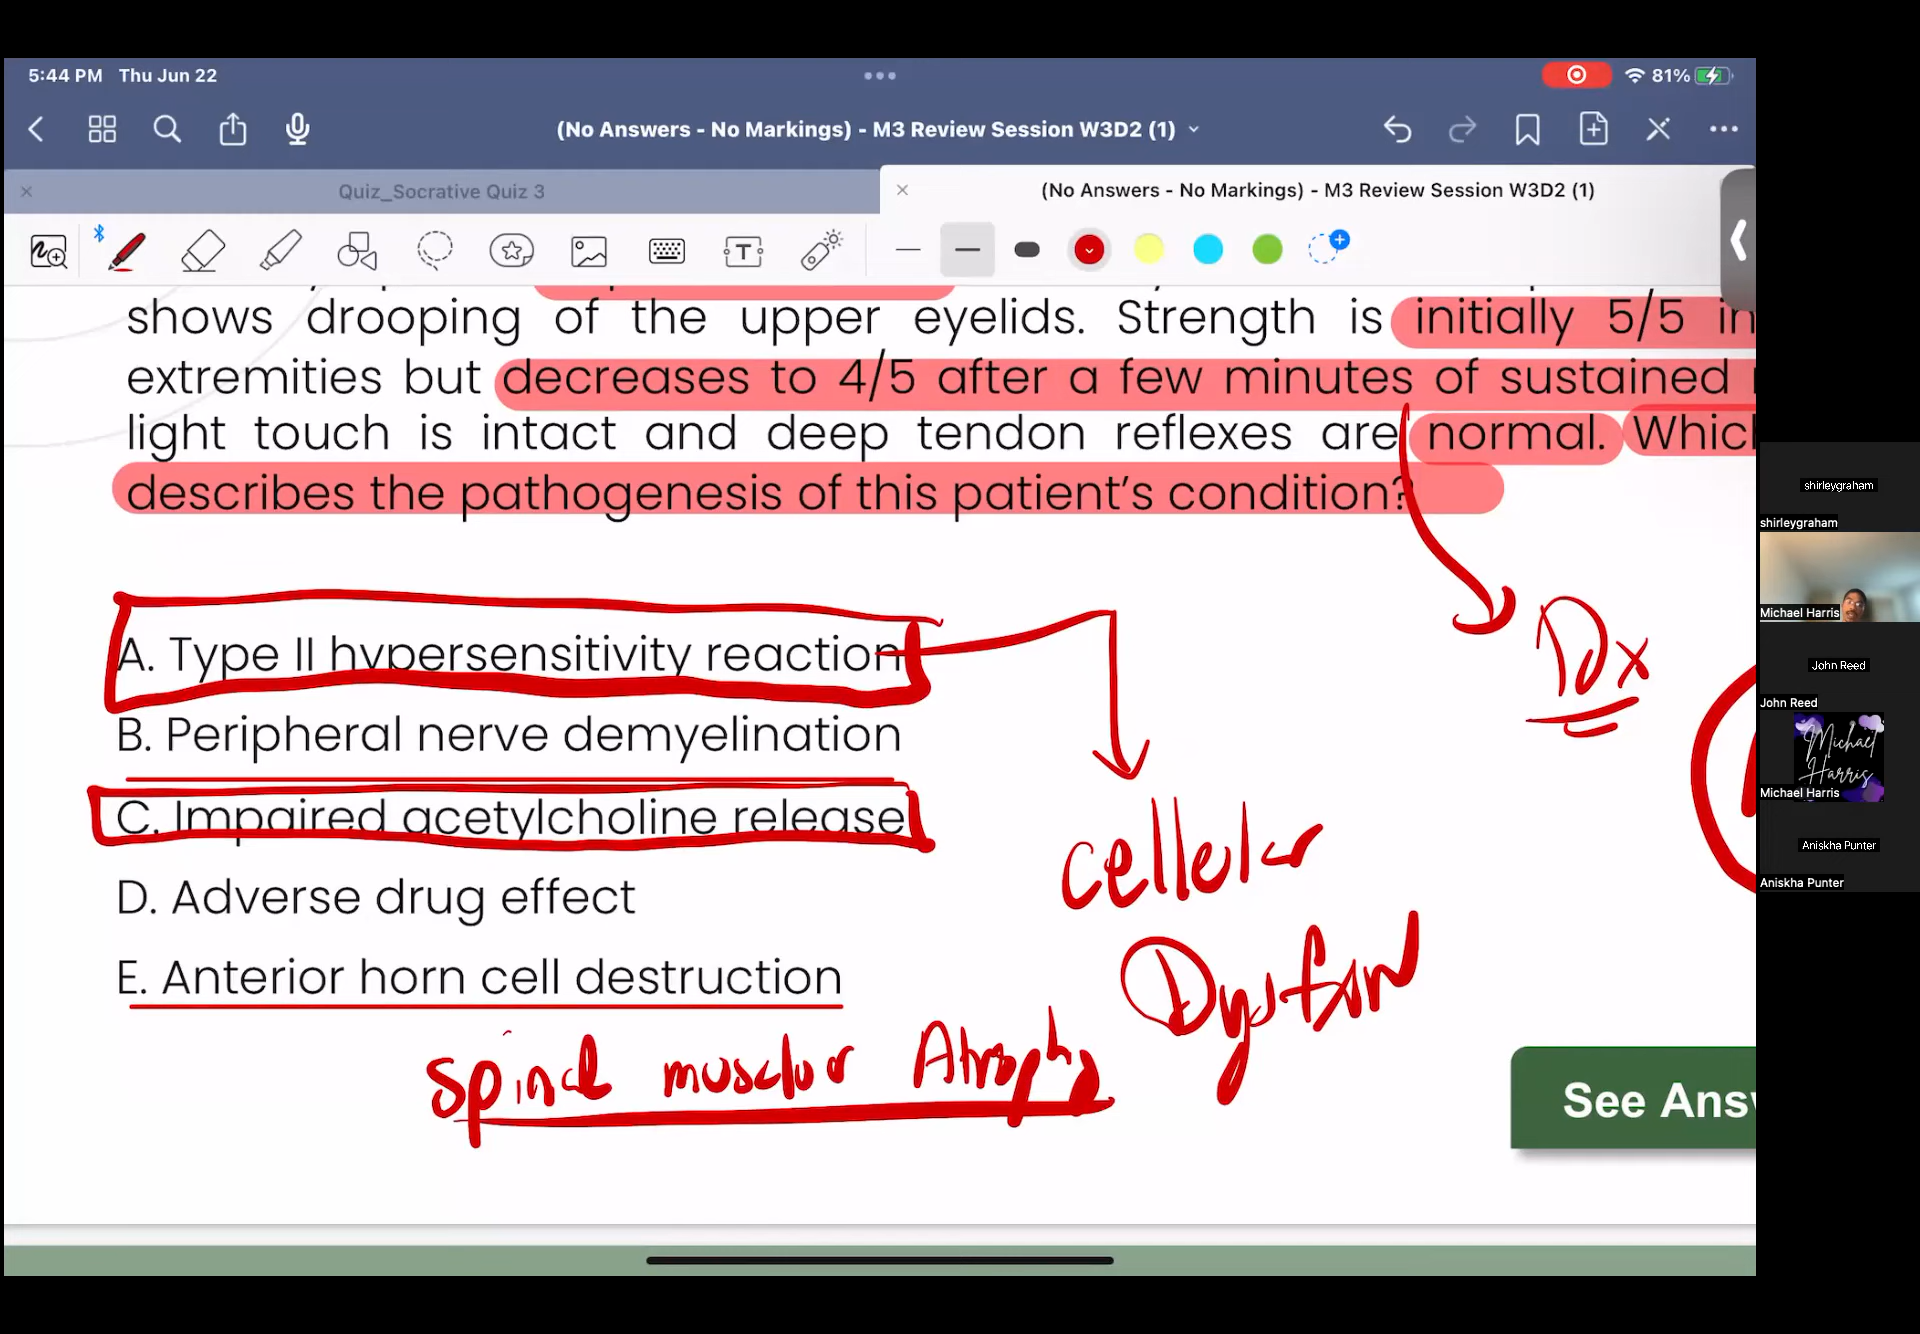 5:44 PM Thu Jun 22
81%
(No Answers - No Markings) - M3 Review Session W3D2 (1)
Quiz_Socrative Quiz 3
(No Answers - No Markings) - M3 Review Session W3D2 (1)
shows drooping of the upper eyelids. Strength is initially 5/5 in
extremities but decreases to 4/5 after a few minutes of sustained
light touch is intact and deep tendon reflexes are normal. Which
describes the pathogenesis of this patient's condition?
A. Type II hypersensitivity reaction
B. Peripheral nerve demyelination
C. Impaired acetylcholine release
D. Adverse drug effect
E. Anterior horn cell destruction
Dx
cellular
spinal muscular Atrophy
See Ans
shirleygraham
shirleygraham
Michael Harris
John Reed
John Reed
Michael
Harris
Michael Harris
Aniskha Punter
Aniskha Punter